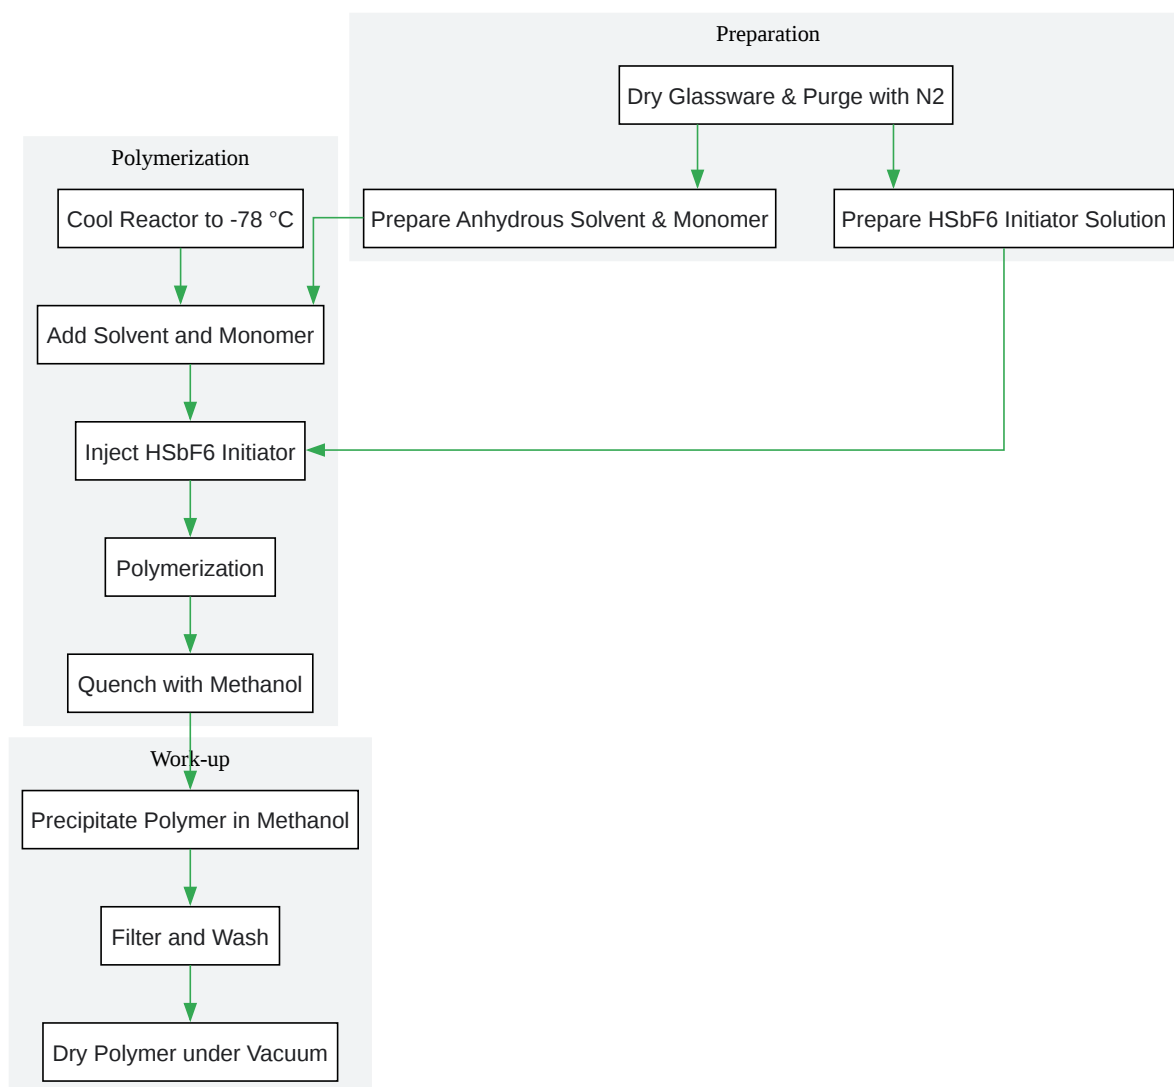 Preparation
Dry Glassware & Purge with N2
Prepare Anhydrous Solvent & Monomer
Prepare HSbF6 Initiator Solution
Polymerization
Cool Reactor to -78 °C
Add Solvent and Monomer
Inject HSbF6 Initiator
Polymerization
Quench with Methanol
Work-up
Precipitate Polymer in Methanol
Filter and Wash
Dry Polymer under Vacuum